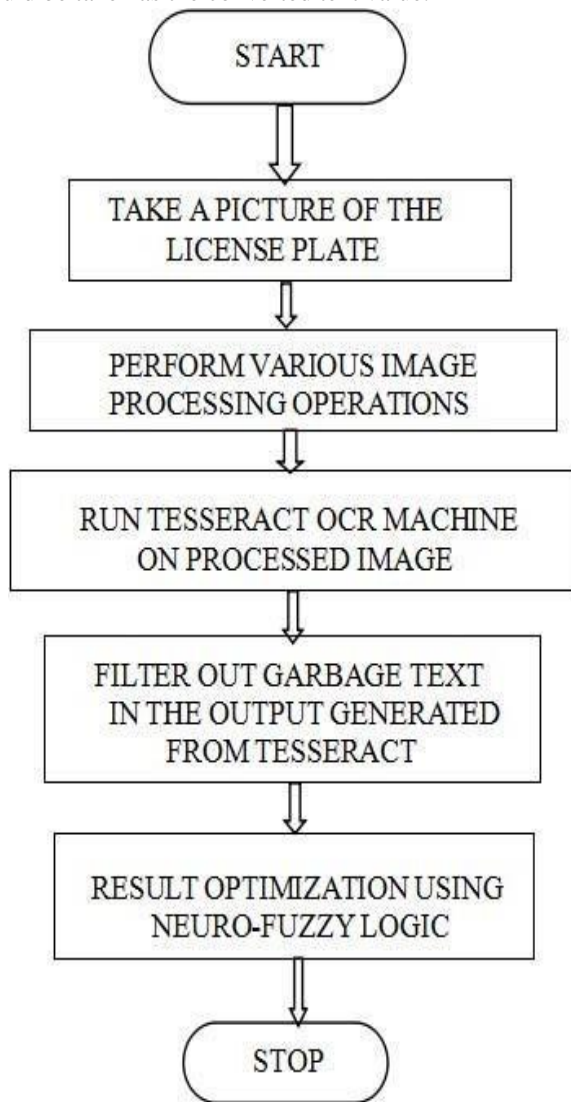 START
TAKE A PICTURE OF THE
LICENSE PLATE
PERFORM VARIOUS IMAGE
PROCESSING OPERATIONS
RUN TESSERACT OCR MACHINE
ON PROCESSED IMAGE
FILTER OUT GARBAGE TEXT
IN THE OUTPUT GENERATED
FROM TESSERACT
RESULT OPTIMIZATION USING
NEURO-FUZZY LOGIC
STOP